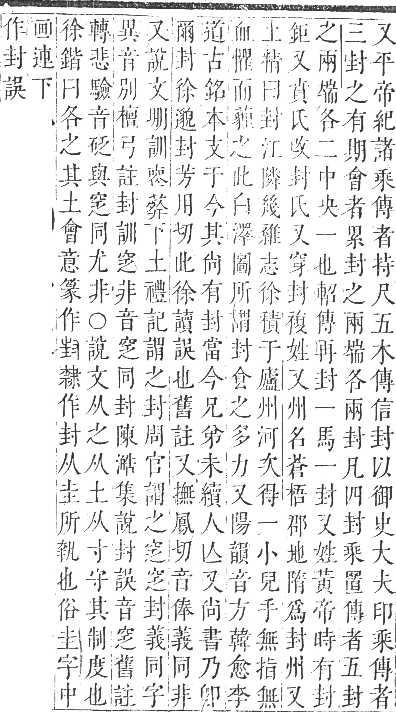 又平帝紀諸乘傳者持尺五木傳信封以御史大夫印乘傳者
三封之有期會者累封之兩端各兩封凡四封乘置傳者五封
之兩端各二中央一也軺傳再封一馬一封又姓黃帝時有封
鉅又賁氏攺封氏又穿封複姓又州名蒼梧郡地隋爲封州又
土精曰封江隣幾雜志徐積于廬州河次得一小兒手無指無
血懼而藏之此白澤圖所謂封食之多力又陽韻音方韓愈李
道古銘本支于今其尙有封當今兄弟未續人亾又尙書乃卽
爾封徐邈封芳用切此徐讀誤也舊註又撫鳳切音俸義同非
又說文堋訓喪葬下土禮記謂之封周官謂之窆窆封義同字
異音別檀弓註封訓窆非音窆同封陳澔集說封誤音窆舊註
轉悲驗音砭與窆同尤非○說文从之从土从寸守其制度也
徐鍇曰各之其土會意篆作𡉚隸作封从圭所執也俗圭字中
画連下作封誤